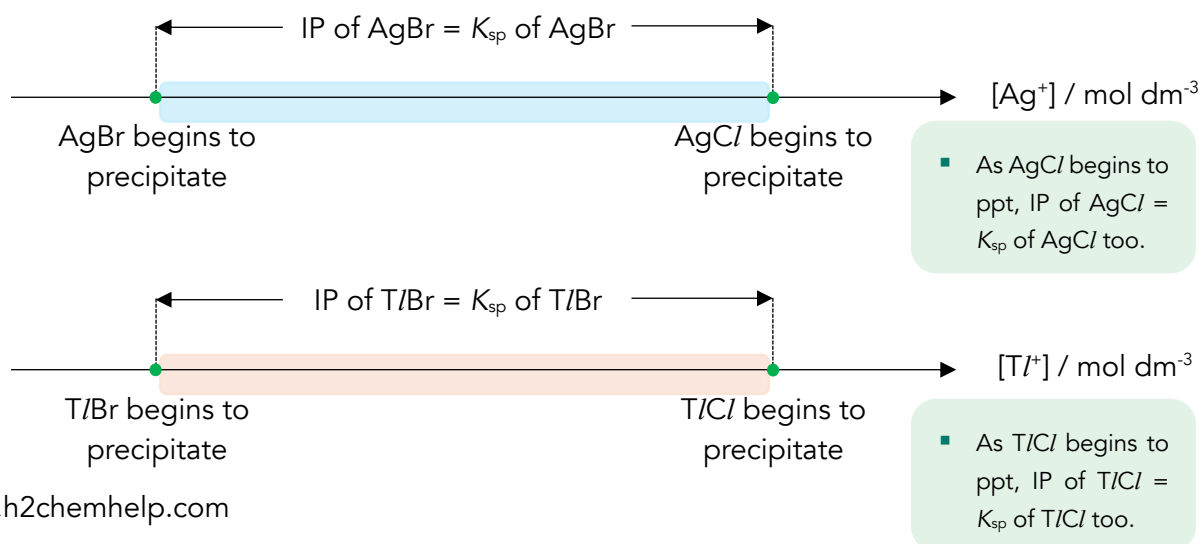 IP of AgBr = Ksp of AgBr
[Ag+] / mol dm-3
AgBr begins to
precipitate
AgCl begins to
precipitate
▪ As AgCl begins to
ppt, IP of AgCl =
Ksp of AgCl too.
IP of TlBr = Ksp of TlBr
[Tl+] / mol dm-3
TlBr begins to
precipitate
TlCl begins to
precipitate
▪ As TlCl begins to
ppt, IP of TlCl =
Ksp of TlCl too.
.h2chemhelp.com